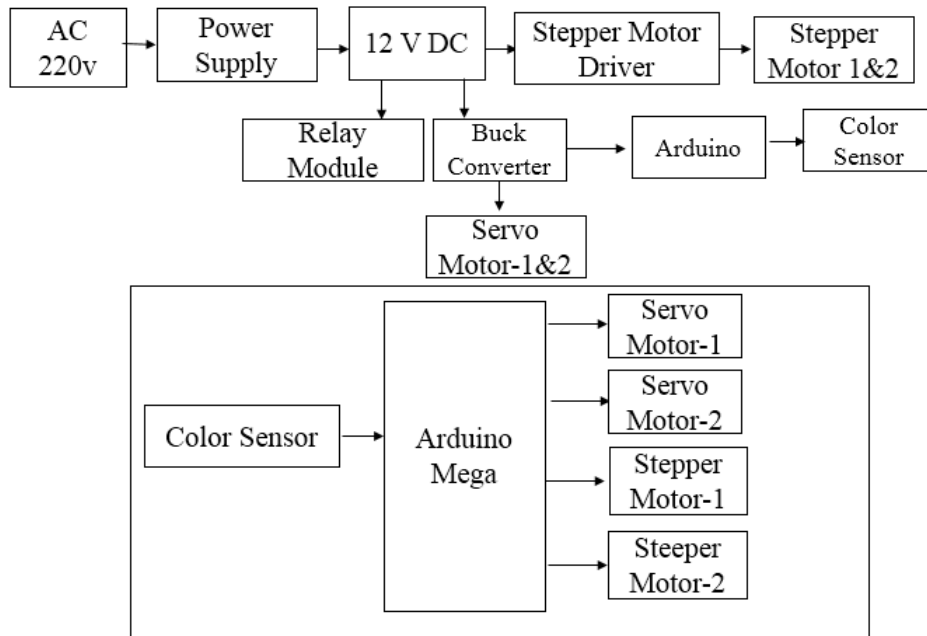 AC
220v
Power
Supply
12 V DC
Stepper Motor
Driver
Stepper
Motor 1&2
Relay
Module
Buck
Converter
Arduino
Color
Sensor
Servo
Motor-1&2
Servo
Motor-1
Servo
Motor-2
Color Sensor
Arduino
Mega
Stepper
Motor-1
Steeper
Motor-2